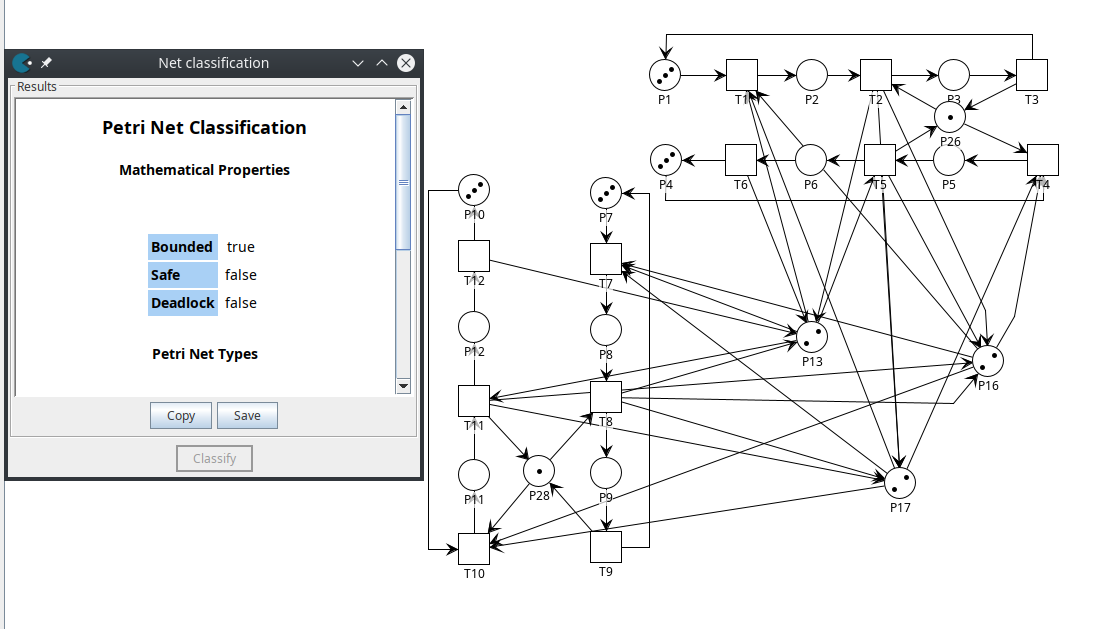 Net classification
Results
Petri Net Classification
Mathematical Properties
Bounded true
Safe false
Deadlock false
Petri Net Types
Copy Save
Classify
P1 T1 P2 T2 P3 T3
P26
P4 T6 P6 T5 P5 T4
P10 P7
T12 T7
P12 P8
P13
P16
T11 T8
P11 P28 P9
P17
T10 T9